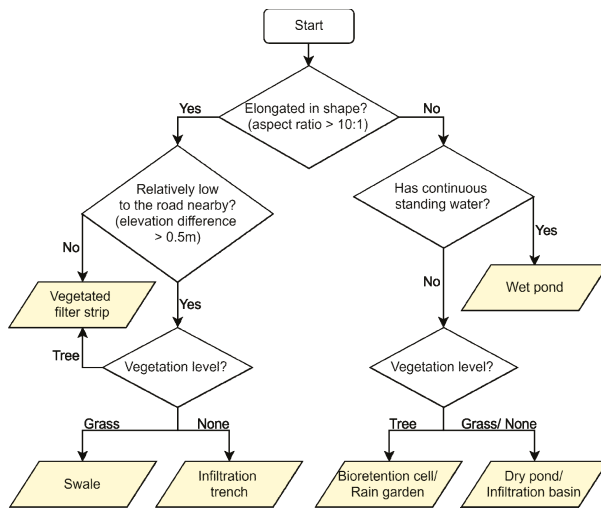 Start
Elongated in shape?
(aspect ratio > 10:1)
Yes
No
Relatively low
to the road nearby?
(elevation difference
> 0.5m)
Has continuous
standing water?
No
Yes
Yes
No
Vegetated
filter strip
Wet pond
Tree
Vegetation level?
Vegetation level?
Grass
None
Tree
Grass/ None
Swale
Infiltration
trench
Bioretention cell/
Rain garden
Dry pond/
Infiltration basin